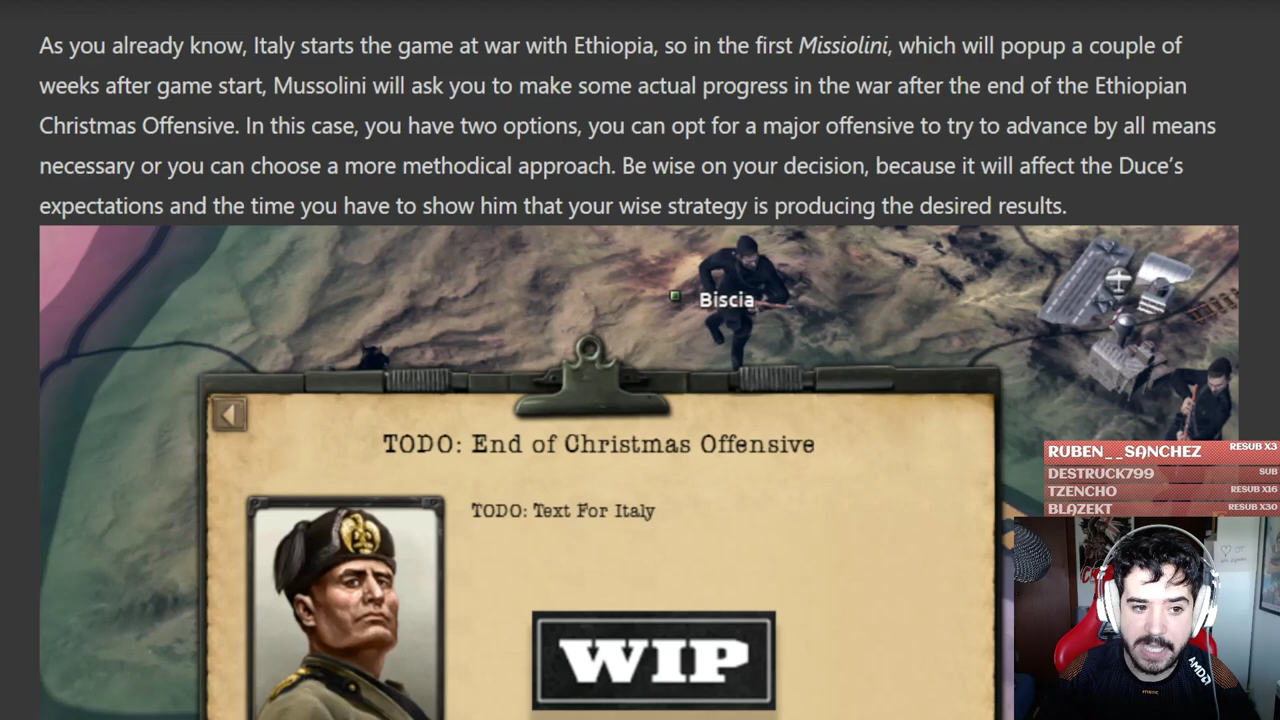 As you already know, Italy starts the game at war with Ethiopia, so in the first Missiolini, which will popup a couple of
weeks after game start, Mussolini will ask you to make some actual progress in the war after the end of the Ethiopian
Christmas Offensive. In this case, you have two options, you can opt for a major offensive to try to advance by all means
necessary or you can choose a more methodical approach. Be wise on your decision, because it will affect the Duce’s
expectations and the time you have to show him that your wise strategy is producing the desired results.
Biscia
TODO: End of Christmas Offensive
TODO: Text For Italy
WIP
RUBEN__SANCHEZ RESUB X3
DESTRUCK799 SUB
TZENCHO RESUB X16
BLAZEKT RESUB X30
AMD